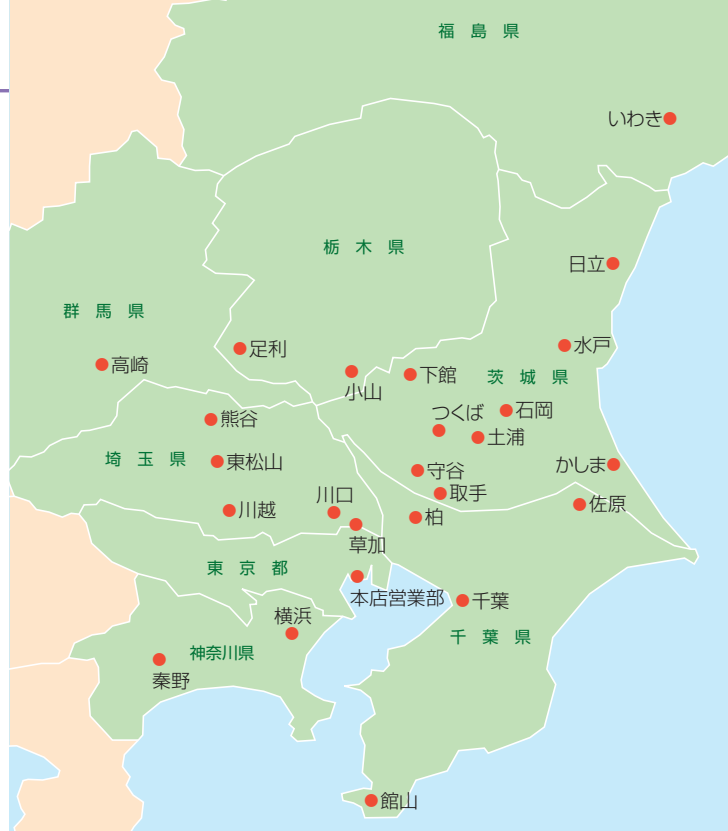 福島県
いわき
栃木県
日立
群馬県
水戸
足利
高崎
下館
小山
茨城県
つくば
石岡
熊谷
土浦
埼玉県
東松山
かしま
守谷
取手
川口
佐原
川越
柏
草加
東京都
本店営業部
千葉
横浜
千葉県
神奈川県
秦野
館山